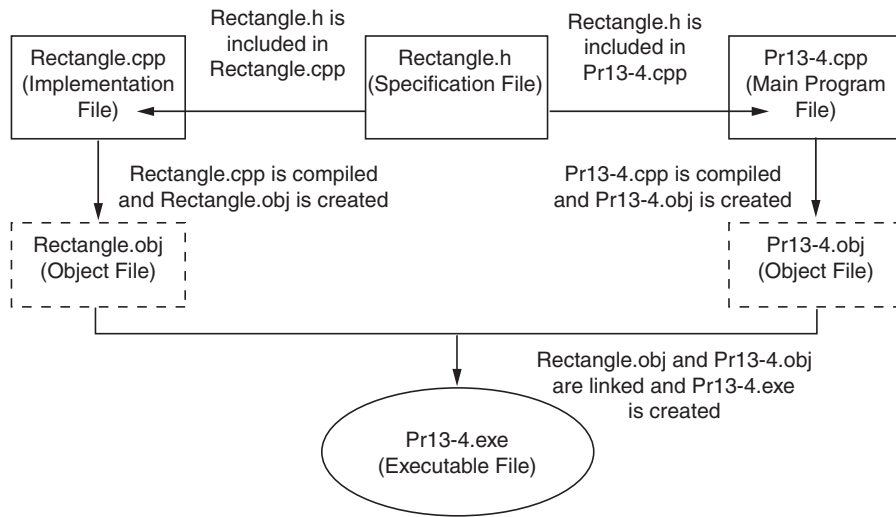 Rectangle.cpp
(Implementation
File)
Rectangle.h is
included in
Rectangle.cpp
Rectangle.h
(Specification File)
Rectangle.h is
included in
Pr13-4.cpp
Pr13-4.cpp
(Main Program
File)
Rectangle.cpp is compiled
and Rectangle.obj is created
Pr13-4.cpp is compiled
and Pr13-4.obj is created
Rectangle.obj
(Object File)
Pr13-4.obj
(Object File)
Rectangle.obj and Pr13-4.obj
are linked and Pr13-4.exe
is created
Pr13-4.exe
(Executable File)